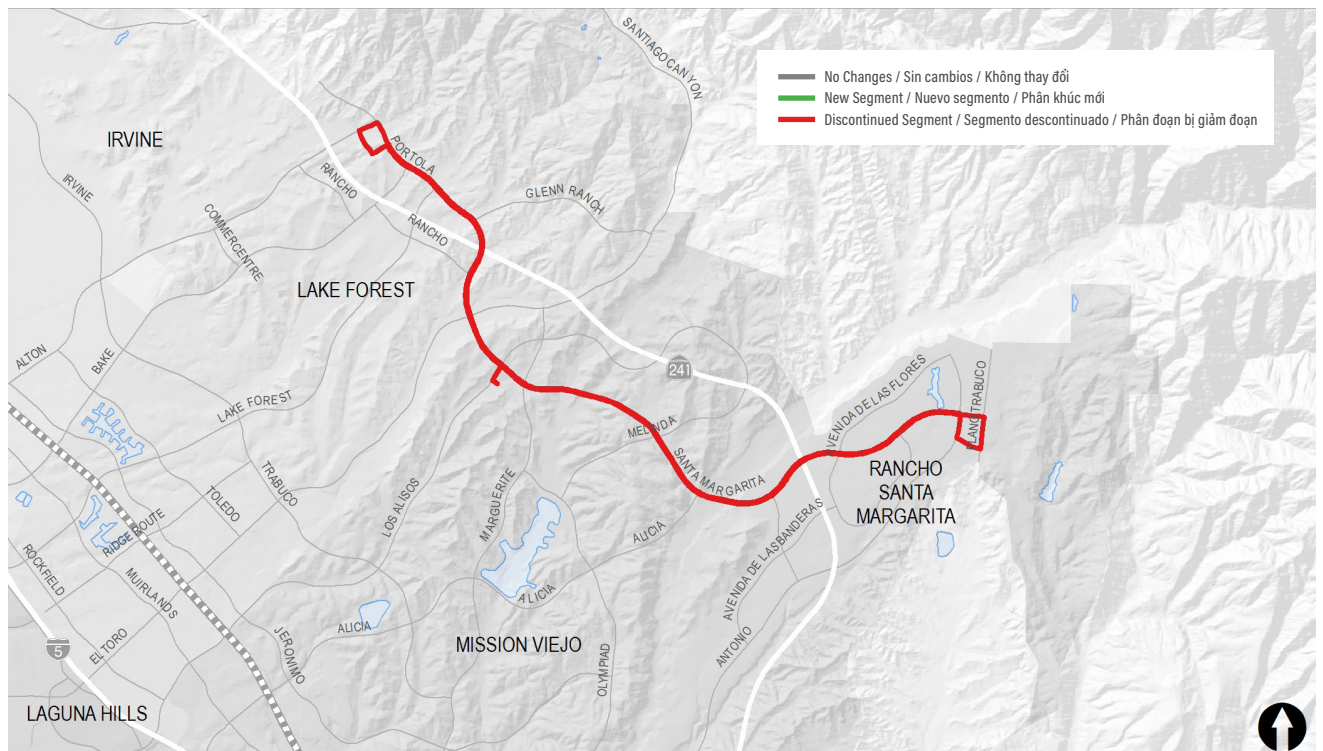 No Changes / Sin cambios / Không thay đổi
New Segment / Nuevo segmento / Phân khúc mới
Discontinued Segment / Segmento descontinuado / Phân đoạn bị giảm đoạn
SANTIAGO CANYON
IRVINE
PORTOLA
IRVINE
RANCHO
GLENN RANCH
COMMERCENTRE
RANCHO
LAKE FOREST
ALTON
BAKE
241
AVENIDA DE LAS FLORES
PLANO TRABUCO
LAKE FOREST
MELINDA
SANTA MARGARITA
RANCHO
SANTA
MARGARITA
TRABUCO
LOS ALISOS
MARGUERITE
TOLEDO
RIDGE ROUTE
ALICIA
AVENIDA DE LAS BANDERAS
ROCKFIELD
MUIRLANDS
ALICIA
ALICIA
JERONIMO
MISSION VIEJO
ANTONIO
OLYMPIAD
EL TORO
5
LAGUNA HILLS